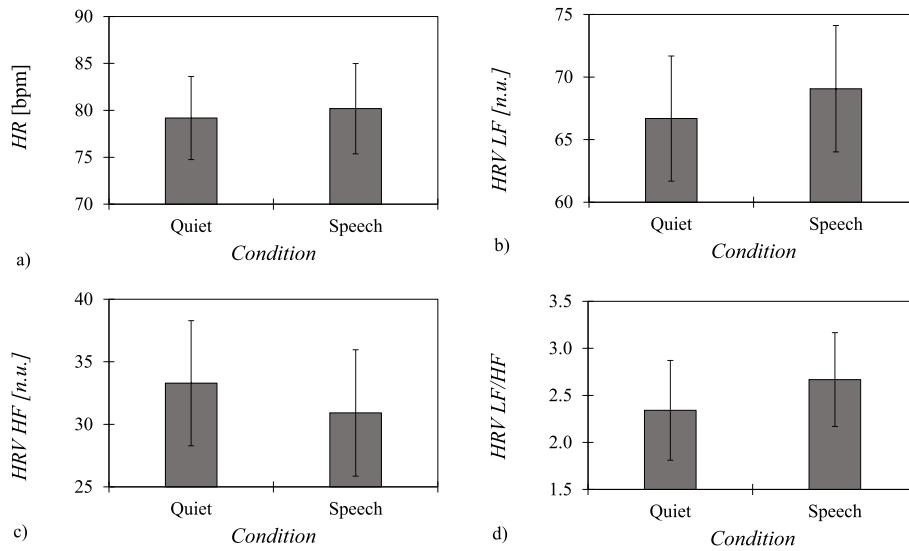 90
85
80
75
70
HR [bpm]
Quiet Speech
Condition
a)
75
70
65
60
HRV LF [n.u.]
Quiet Speech
Condition
b)
40
35
30
25
HRV HF [n.u.]
Quiet Speech
Condition
c)
3.5
3.0
2.5
2.0
1.5
HRV LF/HF
Quiet Speech
Condition
d)